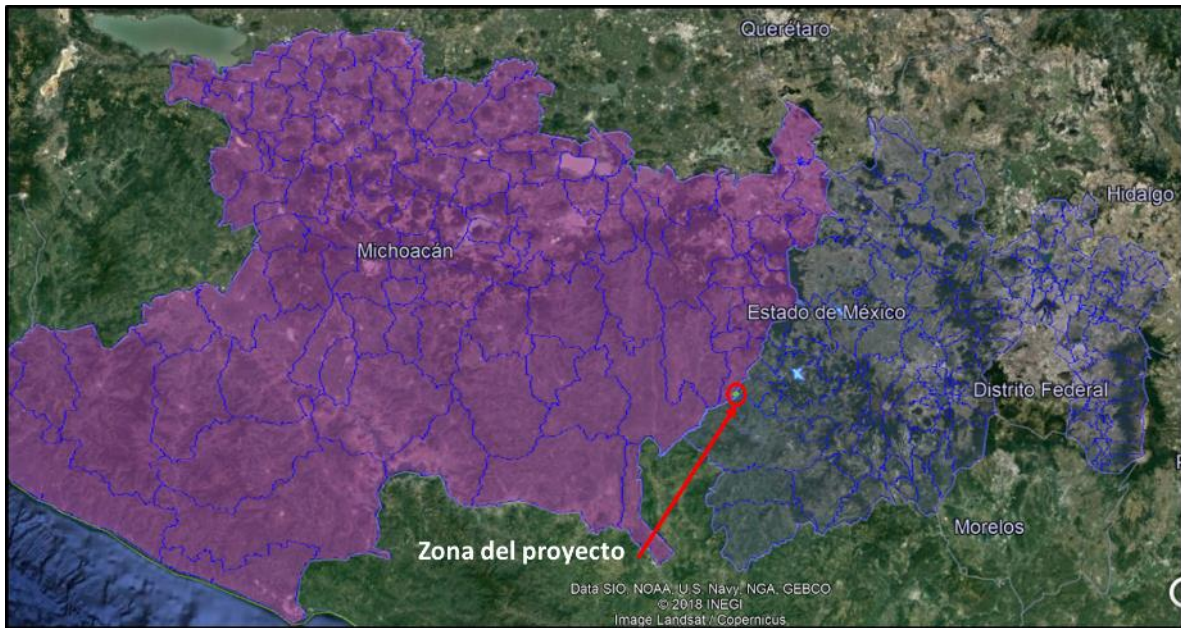 Querétaro
Hidalgo
Michoacán
Estado de México
Distrito Federal
Morelos
Zona del proyecto
Data SIO, NOAA, U.S. Navy, NGA, GEBCO
© 2018 INEGI
Image Landsat / Copernicus